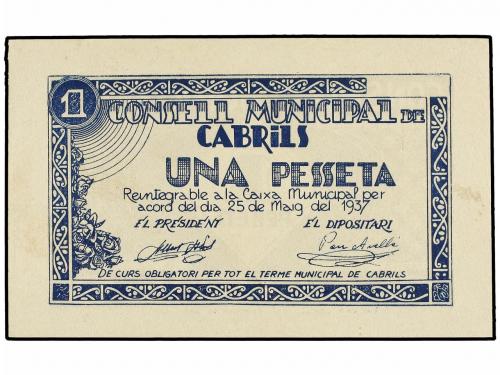 1
CONSELL MUNICIPAL DE
CABRiLS
UNA PESSETA
Reintegrable a la Caixa Municipal per
acord del dia 25 de Maig del 1937
EL PRESIDENT EL DIPOSITARI
DE CURS OBLIGATORI PER TOT EL TERME MUNICIPAL DE CABRILS